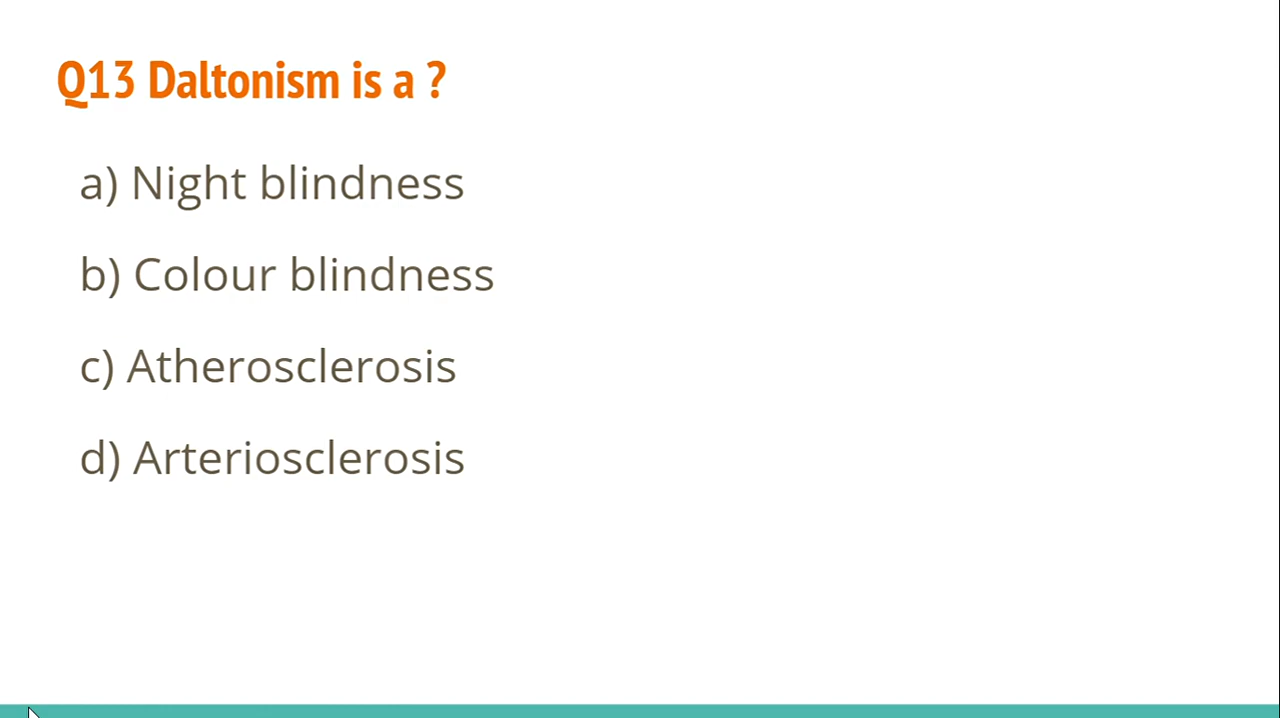 Q13 Daltonism is a ?
a) Night blindness
b) Colour blindness
c) Atherosclerosis
d) Arteriosclerosis